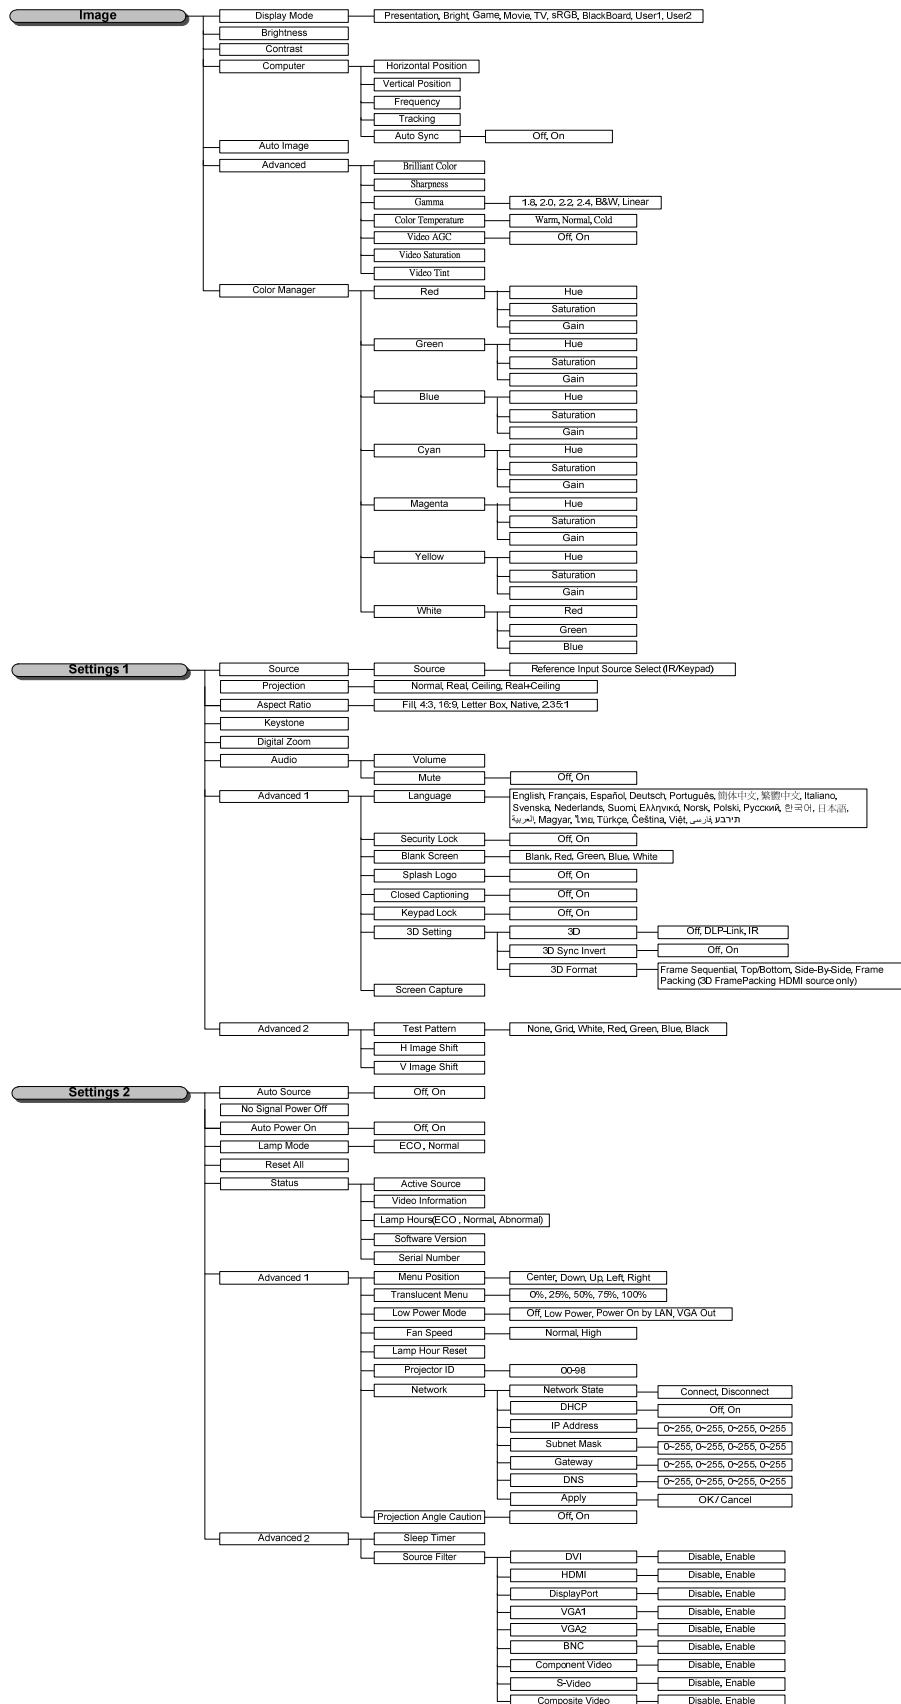 Image
Display Mode
Presentation, Bright, Game, Movie, TV, sRGB, BlackBoard, User1, User2
Brightness
Contrast
Computer
Horizontal Position
Vertical Position
Frequency
Tracking
Auto Sync
Off, On
Auto Image
Advanced
Brilliant Color
Sharpness
Gamma
1.8, 2.0, 2.2, 2.4, B&W, Linear
Color Temperature
Warm, Normal, Cold
Video AGC
Off, On
Video Saturation
Video Tint
Color Manager
Red
Hue
Saturation
Gain
Green
Hue
Saturation
Gain
Blue
Hue
Saturation
Gain
Cyan
Hue
Saturation
Gain
Magenta
Hue
Saturation
Gain
Yellow
Hue
Saturation
Gain
White
Red
Green
Blue
Settings 1
Source
Source
Reference Input Source Select (IR/Keypad)
Projection
Normal, Real, Ceiling, Real+Ceiling
Aspect Ratio
Fill, 4:3, 16:9, Letter Box, Native, 2.35:1
Keystone
Digital Zoom
Audio
Volume
Mute
Off, On
Advanced 1
Language
English, Français, Español, Deutsch, Português, 簡体中文, 繁體中文, Italiano,
Svenska, Nederlands, Suomi, Ελληνικά, Norsk, Polski, Русский, 한국어, 日本語,
العربية, Magyar, ไทย, Türkçe, Čeština, Việt, فارسی, תירבע
Security Lock
Off, On
Blank Screen
Blank, Red, Green, Blue, White
Splash Logo
Off, On
Closed Captioning
Off, On
Keypad Lock
Off, On
3D Setting
3D
Off, DLP-Link, IR
3D Sync Invert
Off, On
3D Format
Frame Sequential, Top/Bottom, Side-By-Side, Frame
Packing (3D FramePacking HDMI source only)
Screen Capture
Advanced 2
Test Pattern
None, Grid, White, Red, Green, Blue, Black
H Image Shift
V Image Shift
Settings 2
Auto Source
Off, On
No Signal Power Off
Auto Power On
Off, On
Lamp Mode
ECO, Normal
Reset All
Status
Active Source
Video Information
Lamp Hours(ECO , Normal, Abnormal)
Software Version
Serial Number
Advanced 1
Menu Position
Center, Down, Up, Left, Right
Translucent Menu
0%, 25%, 50%, 75%, 100%
Low Power Mode
Off, Low Power, Power On by LAN, VGA Out
Fan Speed
Normal, High
Lamp Hour Reset
Projector ID
00-98
Network
Network State
Connect, Disconnect
DHCP
Off, On
IP Address
0~255, 0~255, 0~255, 0~255
Subnet Mask
0~255, 0~255, 0~255, 0~255
Gateway
0~255, 0~255, 0~255, 0~255
DNS
0~255, 0~255, 0~255, 0~255
Apply
OK / Cancel
Projection Angle Caution
Off, On
Advanced 2
Sleep Timer
Source Filter
DVI
Disable, Enable
HDMI
Disable, Enable
DisplayPort
Disable, Enable
VGA1
Disable, Enable
VGA2
Disable, Enable
BNC
Disable, Enable
Component Video
Disable, Enable
S-Video
Disable, Enable
Composite Video
Disable, Enable